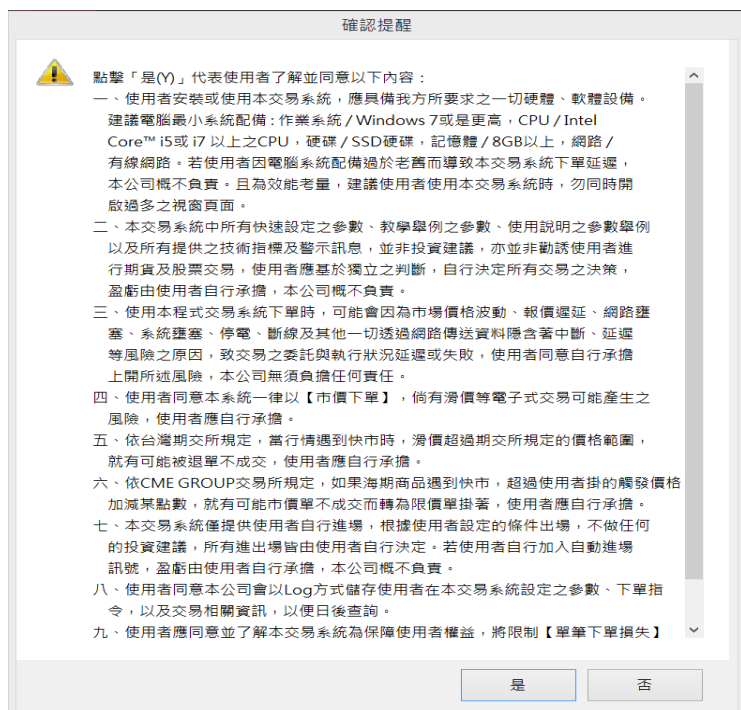 確認提醒
點擊「是(Y)」代表使用者了解並同意以下內容：
一、使用者安裝或使用本交易系統，應具備我方所要求之一切硬體、軟體設備。
建議電腦最小系統配備：作業系統 / Windows 7或是更高，CPU / Intel
Core™ i5或 i7 以上之CPU，硬碟 / SSD硬碟，記憶體 / 8GB以上，網路 /
有線網路。若使用者因電腦系統配備過於老舊而導致本交易系統下單延遲，
本公司概不負責。且為效能考量，建議使用者使用本交易系統時，勿同時開
啟過多之視窗頁面。
二、本交易系統中所有快速設定之參數、教學舉例之參數、使用說明之參數舉例
以及所有提供之技術指標及警示訊息，並非投資建議，亦並非勸誘使用者進
行期貨及股票交易，使用者應基於獨立之判斷，自行決定所有交易之決策，
盈虧由使用者自行承擔，本公司概不負責。
三、使用本程式交易系統下單時，可能會因為市場價格波動、報價遲延、網路壅
塞、系統壅塞、停電、斷線及其他一切透過網路傳送資料隱含著中斷、延遲
等風險之原因，致交易之委託與執行狀況延遲或失敗，使用者同意自行承擔
上開所述風險，本公司無須負擔任何責任。
四、使用者同意本系統一律以【市價下單】，倘有滑價等電子式交易可能產生之
風險，使用者應自行承擔。
五、依台灣期交所規定，當行情遇到快市時，滑價超過期交所規定的價格範圍，
就有可能被退單不成交，使用者應自行承擔。
六、依CME GROUP交易所規定，如果海期商品遇到快市，超過使用者掛的觸發價格
加減某點數，就有可能市價單不成交而轉為限價單掛著，使用者應自行承擔。
七、本交易系統僅提供使用者自行進場，根據使用者設定的條件出場，不做任何
的投資建議，所有進出場皆由使用者自行決定。若使用者自行加入自動進場
訊號，盈虧由使用者自行承擔，本公司概不負責。
八、使用者同意本公司會以Log方式儲存使用者在本交易系統設定之參數、下單指
令，以及交易相關資訊，以便日後查詢。
九、使用者應同意並了解本交易系統為保障使用者權益，將限制【單筆下單損失】
是
否